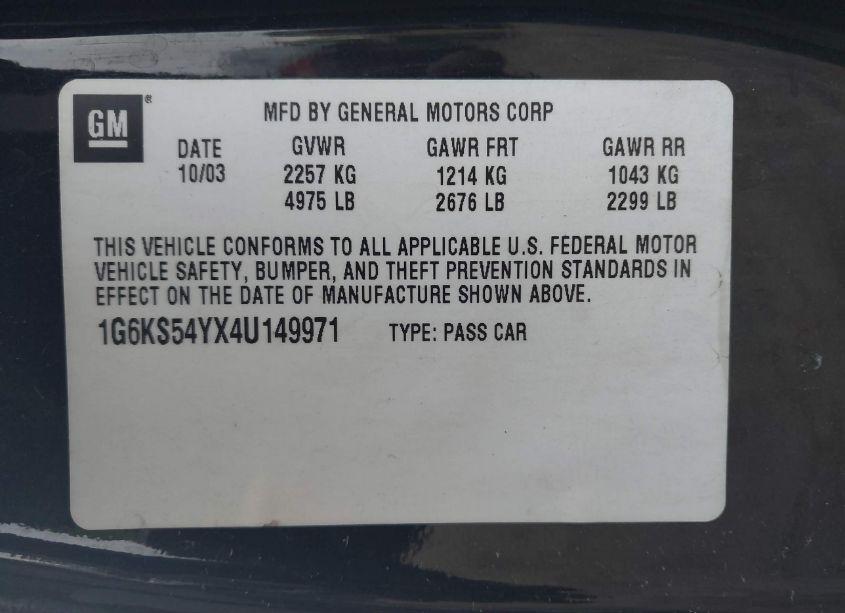 GM®
MFD BY GENERAL MOTORS CORP
DATE GVWR GAWR FRT GAWR RR
10/03 2257 KG 1214 KG 1043 KG
4975 LB 2676 LB 2299 LB
THIS VEHICLE CONFORMS TO ALL APPLICABLE U.S. FEDERAL MOTOR
VEHICLE SAFETY, BUMPER, AND THEFT PREVENTION STANDARDS IN
EFFECT ON THE DATE OF MANUFACTURE SHOWN ABOVE.
1G6KS54YX4U149971 TYPE: PASS CAR